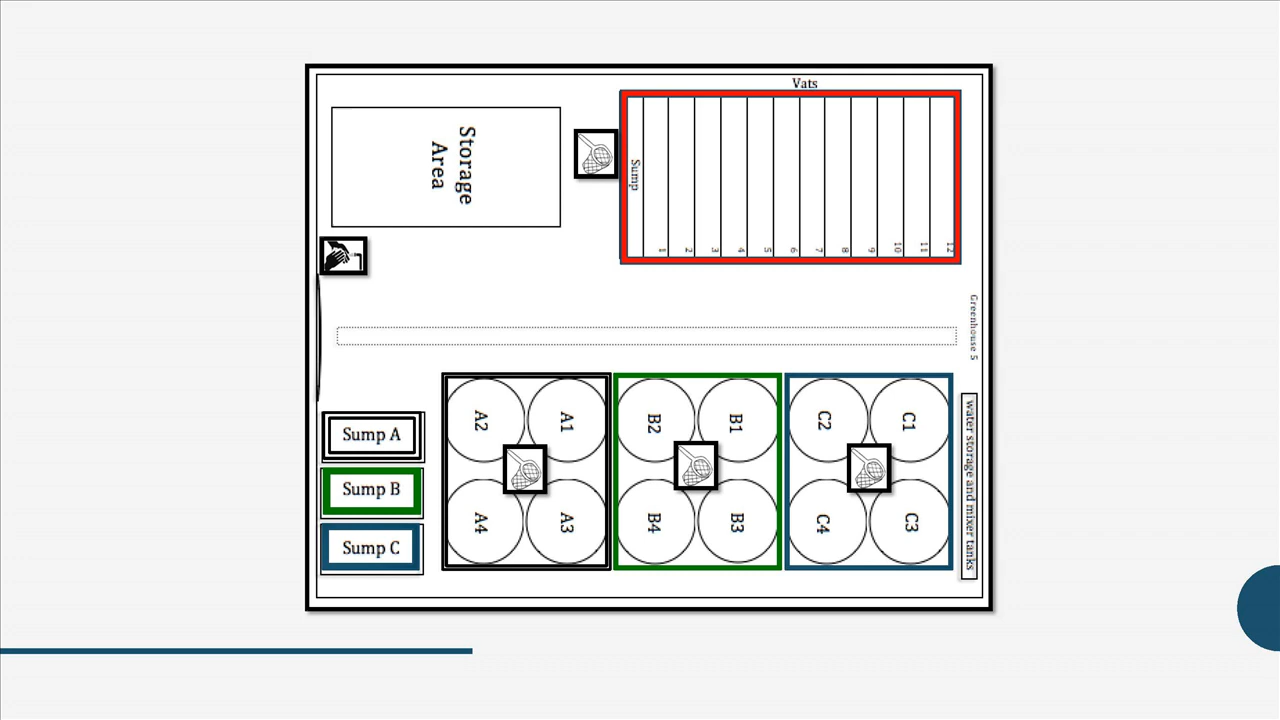 Vats
Storage
Area
Sump
1
2
3
4
5
6
7
8
9
10
11
12
Greenhouse 5
A2
A1
B2
B1
C2
C1
A4
A3
B4
B3
C4
C3
Sump A
Sump B
Sump C
water storage and mixer tanks